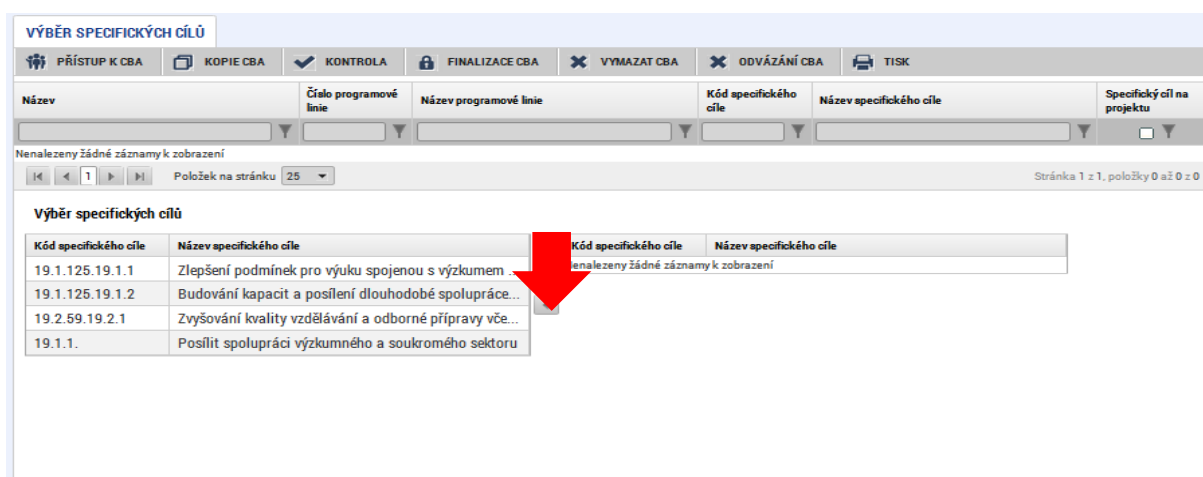 VÝBĚR SPECIFICKÝCH CÍLŮ
PŘÍSTUP K CBA KOPIE CBA KONTROLA FINALIZACE CBA VYMAZAT CBA ODVÁZÁNÍ CBA TISK
Název Číslo programové linie Název programové linie Kód specifického cíle Název specifického cíle Specifický cíl na projektu
Nenalezeny žádné záznamy k zobrazení
1 Položek na stránku 25 Stránka 1 z 1, položky 0 až 0 z 0
Výběr specifických cílů
Kód specifického cíle Název specifického cíle Kód specifického cíle Název specifického cíle
19.1.125.19.1.1 Zlepšení podmínek pro výuku spojenou s výzkumem ... enalezeny žádné záznamy k zobrazení
19.1.125.19.1.2 Budování kapacit a posílení dlouhodobé spolupráce...
19.2.59.19.2.1 Zvyšování kvality vzdělávání a odborné přípravy vče...
19.1.1. Posílit spolupráci výzkumného a soukromého sektoru